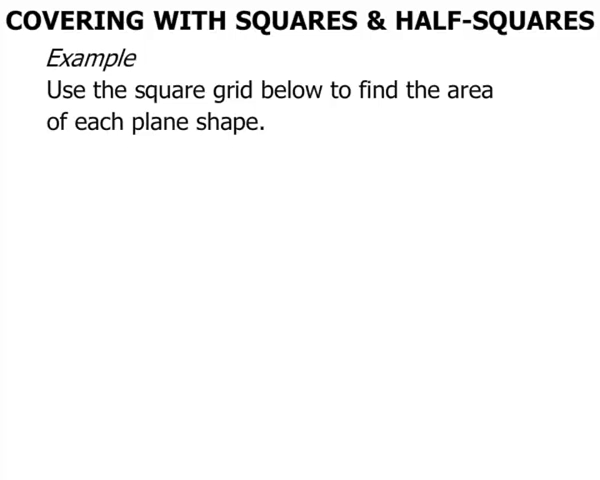 COVERING WITH SQUARES & HALF-SQUARES
Example
Use the square grid below to find the area
of each plane shape.